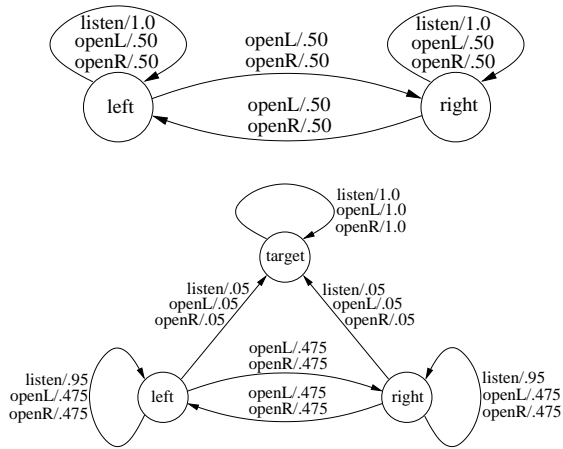 listen/1.0
openL/.50
openR/.50
left
openL/.50
openR/.50
openL/.50
openR/.50
listen/1.0
openL/.50
openR/.50
right
listen/1.0
openL/1.0
openR/1.0
target
listen/.05
openL/.05
openR/.05
listen/.05
openL/.05
openR/.05
listen/.95
openL/.475
openR/.475
left
openL/.475
openR/.475
openL/.475
openR/.475
right
listen/.95
openL/.475
openR/.475